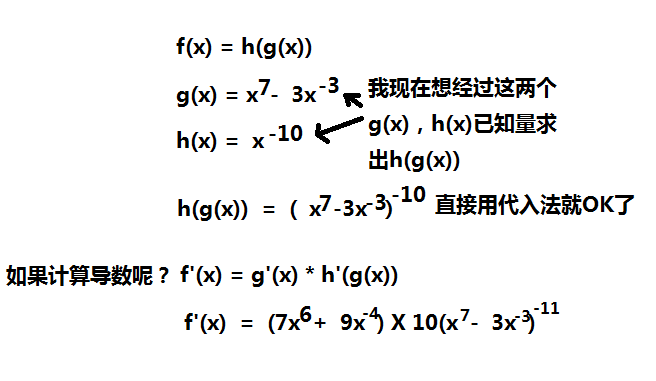 f(x) = h(g(x))
g(x) = x⁷- 3x⁻³
我现在想经过这两个
h(x) = x⁻¹⁰
g(x)，h(x)已知量求
出h(g(x))
h(g(x)) = ( x⁷-3x⁻³)⁻¹⁰ 直接用代入法就OK了
如果计算导数呢？ f'(x) = g'(x) * h'(g(x))
f'(x) = (7x⁶+ 9x⁻⁴) X 10(x⁷- 3x⁻³)⁻¹¹